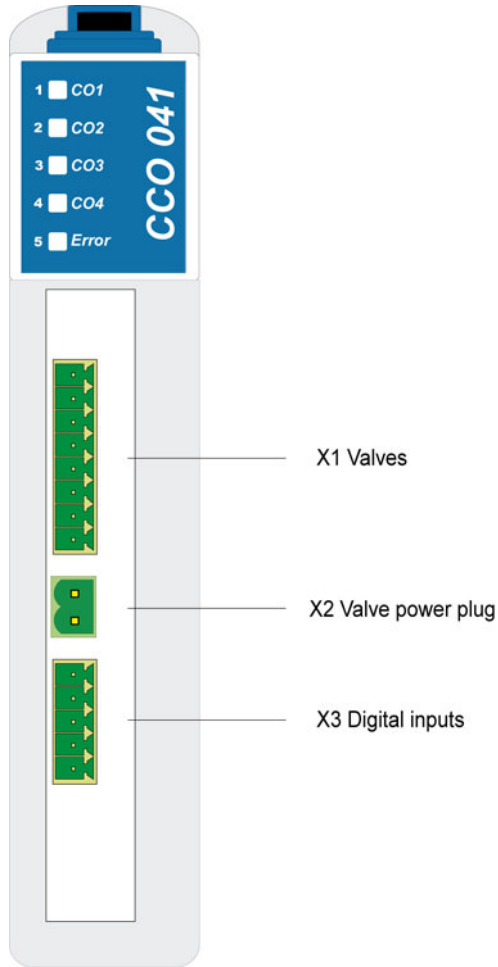 1 CO1
2 CO2
3 CO3
4 CO4
5 Error
CCO 041
X1 Valves
X2 Valve power plug
X3 Digital inputs